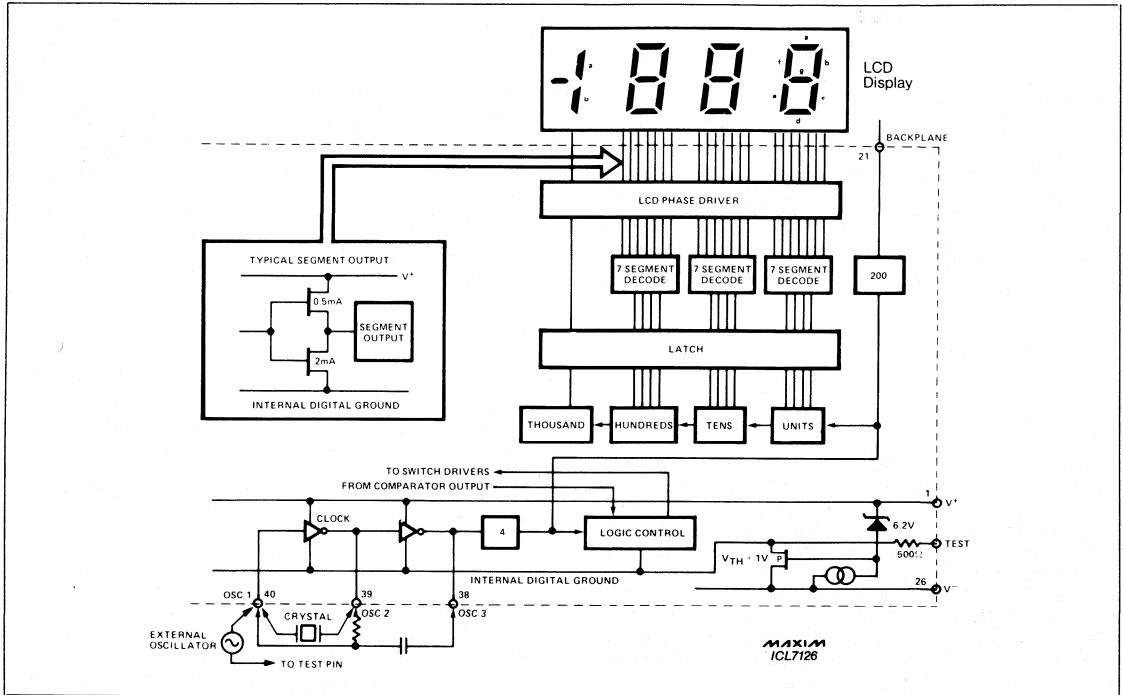 LCD
Display
a
b
a
f
b
g
e
c
d
BACKPLANE
21
LCD PHASE DRIVER
TYPICAL SEGMENT OUTPUT
V+
0.5mA
SEGMENT
OUTPUT
2mA
INTERNAL DIGITAL GROUND
7 SEGMENT
DECODE
7 SEGMENT
DECODE
7 SEGMENT
DECODE
200
LATCH
THOUSAND
HUNDREDS
TENS
UNITS
TO SWITCH DRIVERS
FROM COMPARATOR OUTPUT
1
V+
CLOCK
6.2V
4
LOGIC CONTROL
TEST
500Ω
VTH = 1V
P
INTERNAL DIGITAL GROUND
26
V−
OSC 1
40
39
OSC 2
38
OSC 3
CRYSTAL
EXTERNAL
OSCILLATOR
TO TEST PIN
MAXIM
ICL7126